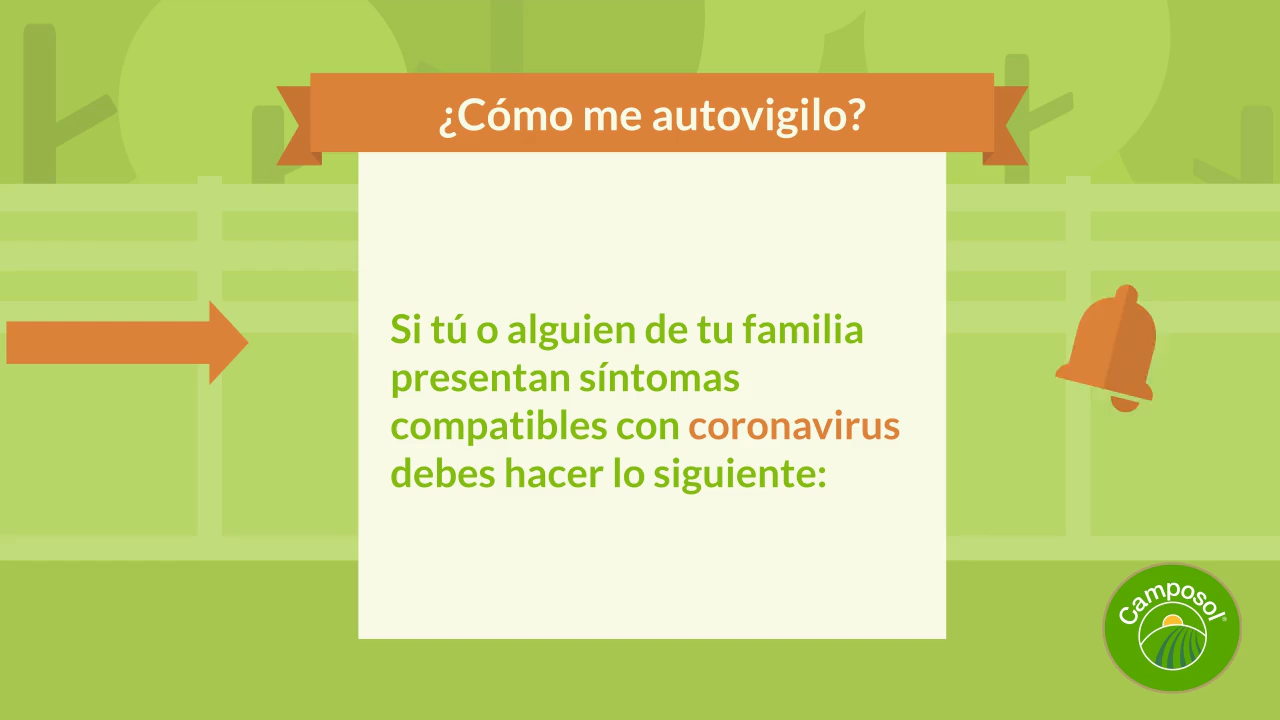 ¿Cómo me autovigilo?
Si tú o alguien de tu familia
presentan síntomas
compatibles con coronavirus
debes hacer lo siguiente:
Camposol